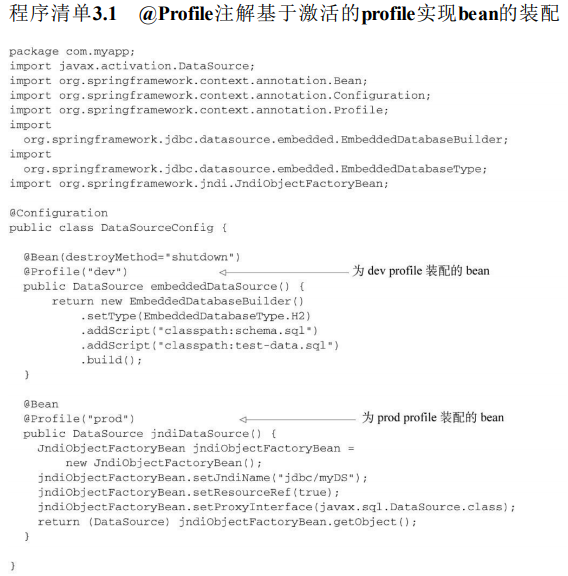 程序清单3.1 @Profile注解基于激活的profile实现bean的装配
package com.myapp;
import javax.activation.DataSource;
import org.springframework.context.annotation.Bean;
import org.springframework.context.annotation.Configuration;
import org.springframework.context.annotation.Profile;
import
  org.springframework.jdbc.datasource.embedded.EmbeddedDatabaseBuilder;
import
  org.springframework.jdbc.datasource.embedded.EmbeddedDatabaseType;
import org.springframework.jndi.JndiObjectFactoryBean;

@Configuration
public class DataSourceConfig {

  @Bean(destroyMethod="shutdown")
  @Profile("dev") 为 dev profile 装配的 bean
  public DataSource embeddedDataSource() {
      return new EmbeddedDatabaseBuilder()
          .setType(EmbeddedDatabaseType.H2)
          .addScript("classpath:schema.sql")
          .addScript("classpath:test-data.sql")
          .build();
  }

  @Bean
  @Profile("prod") 为 prod profile 装配的 bean
  public DataSource jndiDataSource() {
    JndiObjectFactoryBean jndiObjectFactoryBean =
        new JndiObjectFactoryBean();
    jndiObjectFactoryBean.setJndiName("jdbc/myDS");
    jndiObjectFactoryBean.setResourceRef(true);
    jndiObjectFactoryBean.setProxyInterface(javax.sql.DataSource.class);
    return (DataSource) jndiObjectFactoryBean.getObject();
  }

}